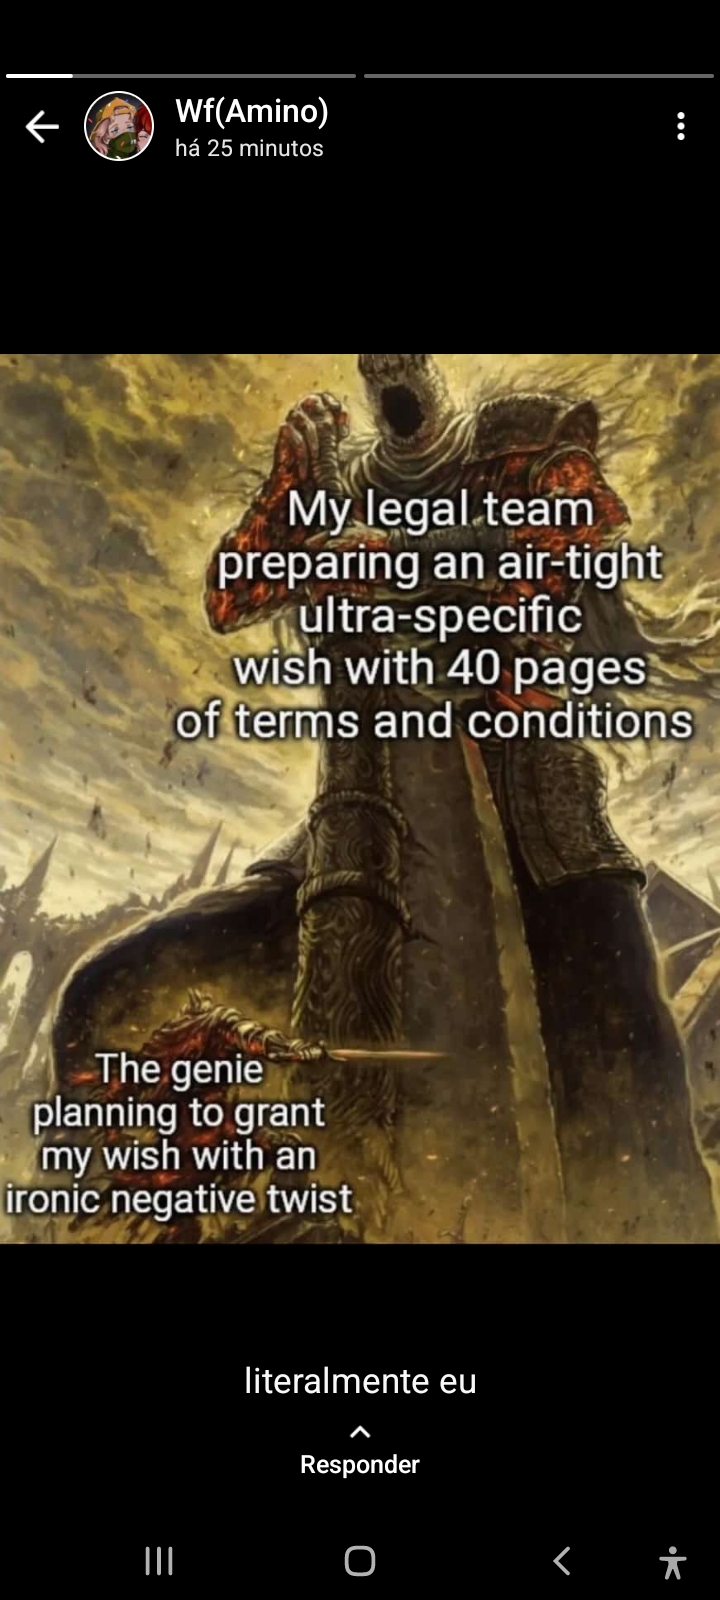 Wf(Amino)
há 25 minutos
My legal team
preparing an air-tight
ultra-specific
wish with 40 pages
of terms and conditions
The genie
planning to grant
my wish with an
ironic negative twist
literalmente eu
Responder